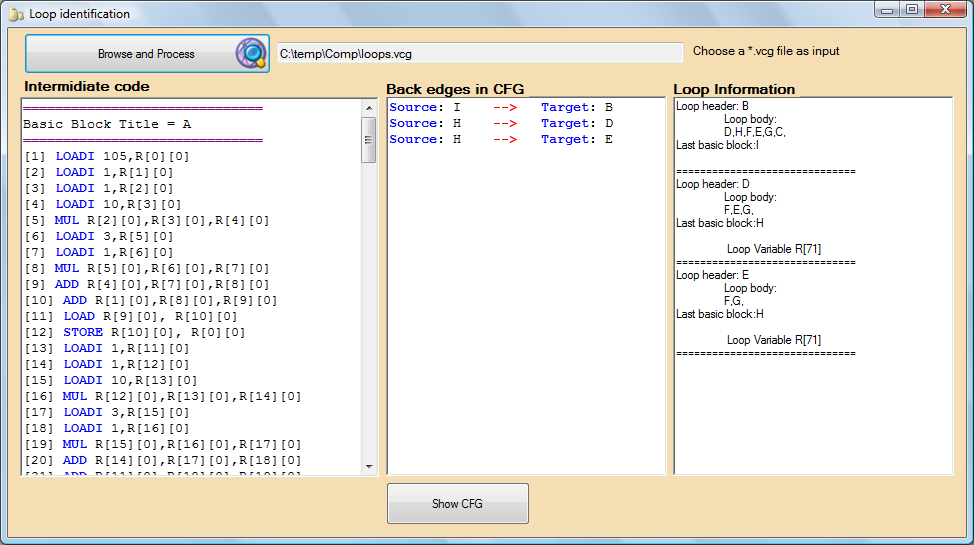 Loop identification
Browse and Process
C:\temp\Comp\loops.vcg
Choose a *.vcg file as input
Intermidiate code
==============================
Basic Block Title = A
==============================
[1] LOADI 105,R[0][0]
[2] LOADI 1,R[1][0]
[3] LOADI 1,R[2][0]
[4] LOADI 10,R[3][0]
[5] MUL R[2][0],R[3][0],R[4][0]
[6] LOADI 3,R[5][0]
[7] LOADI 1,R[6][0]
[8] MUL R[5][0],R[6][0],R[7][0]
[9] ADD R[4][0],R[7][0],R[8][0]
[10] ADD R[1][0],R[8][0],R[9][0]
[11] LOAD R[9][0], R[10][0]
[12] STORE R[10][0], R[0][0]
[13] LOADI 1,R[11][0]
[14] LOADI 1,R[12][0]
[15] LOADI 10,R[13][0]
[16] MUL R[12][0],R[13][0],R[14][0]
[17] LOADI 3,R[15][0]
[18] LOADI 1,R[16][0]
[19] MUL R[15][0],R[16][0],R[17][0]
[20] ADD R[14][0],R[17][0],R[18][0]
Back edges in CFG
Source: I --> Target: B
Source: H --> Target: D
Source: H --> Target: E
Loop Information
Loop header: B
Loop body:
D,H,F,E,G,C,
Last basic block:I
==============================
Loop header: D
Loop body:
F,E,G,
Last basic block:H
Loop Variable R[71]
==============================
Loop header: E
Loop body:
F,G,
Last basic block:H
Loop Variable R[71]
==============================
Show CFG